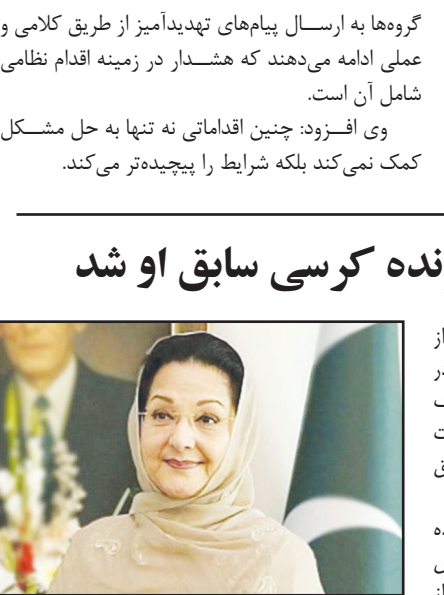 گروه‌ها به ارسال پیام‌های تهدیدآمیز از طریق کلامی و
عملی ادامه می‌دهند که هشدار در زمینه اقدام نظامی
شامل آن است.
وی افزود: چنین اقداماتی نه تنها به حل مشکل
کمک نمی‌کند بلکه شرایط را پیچیده‌تر می‌کند.
کرسی سابق او شد